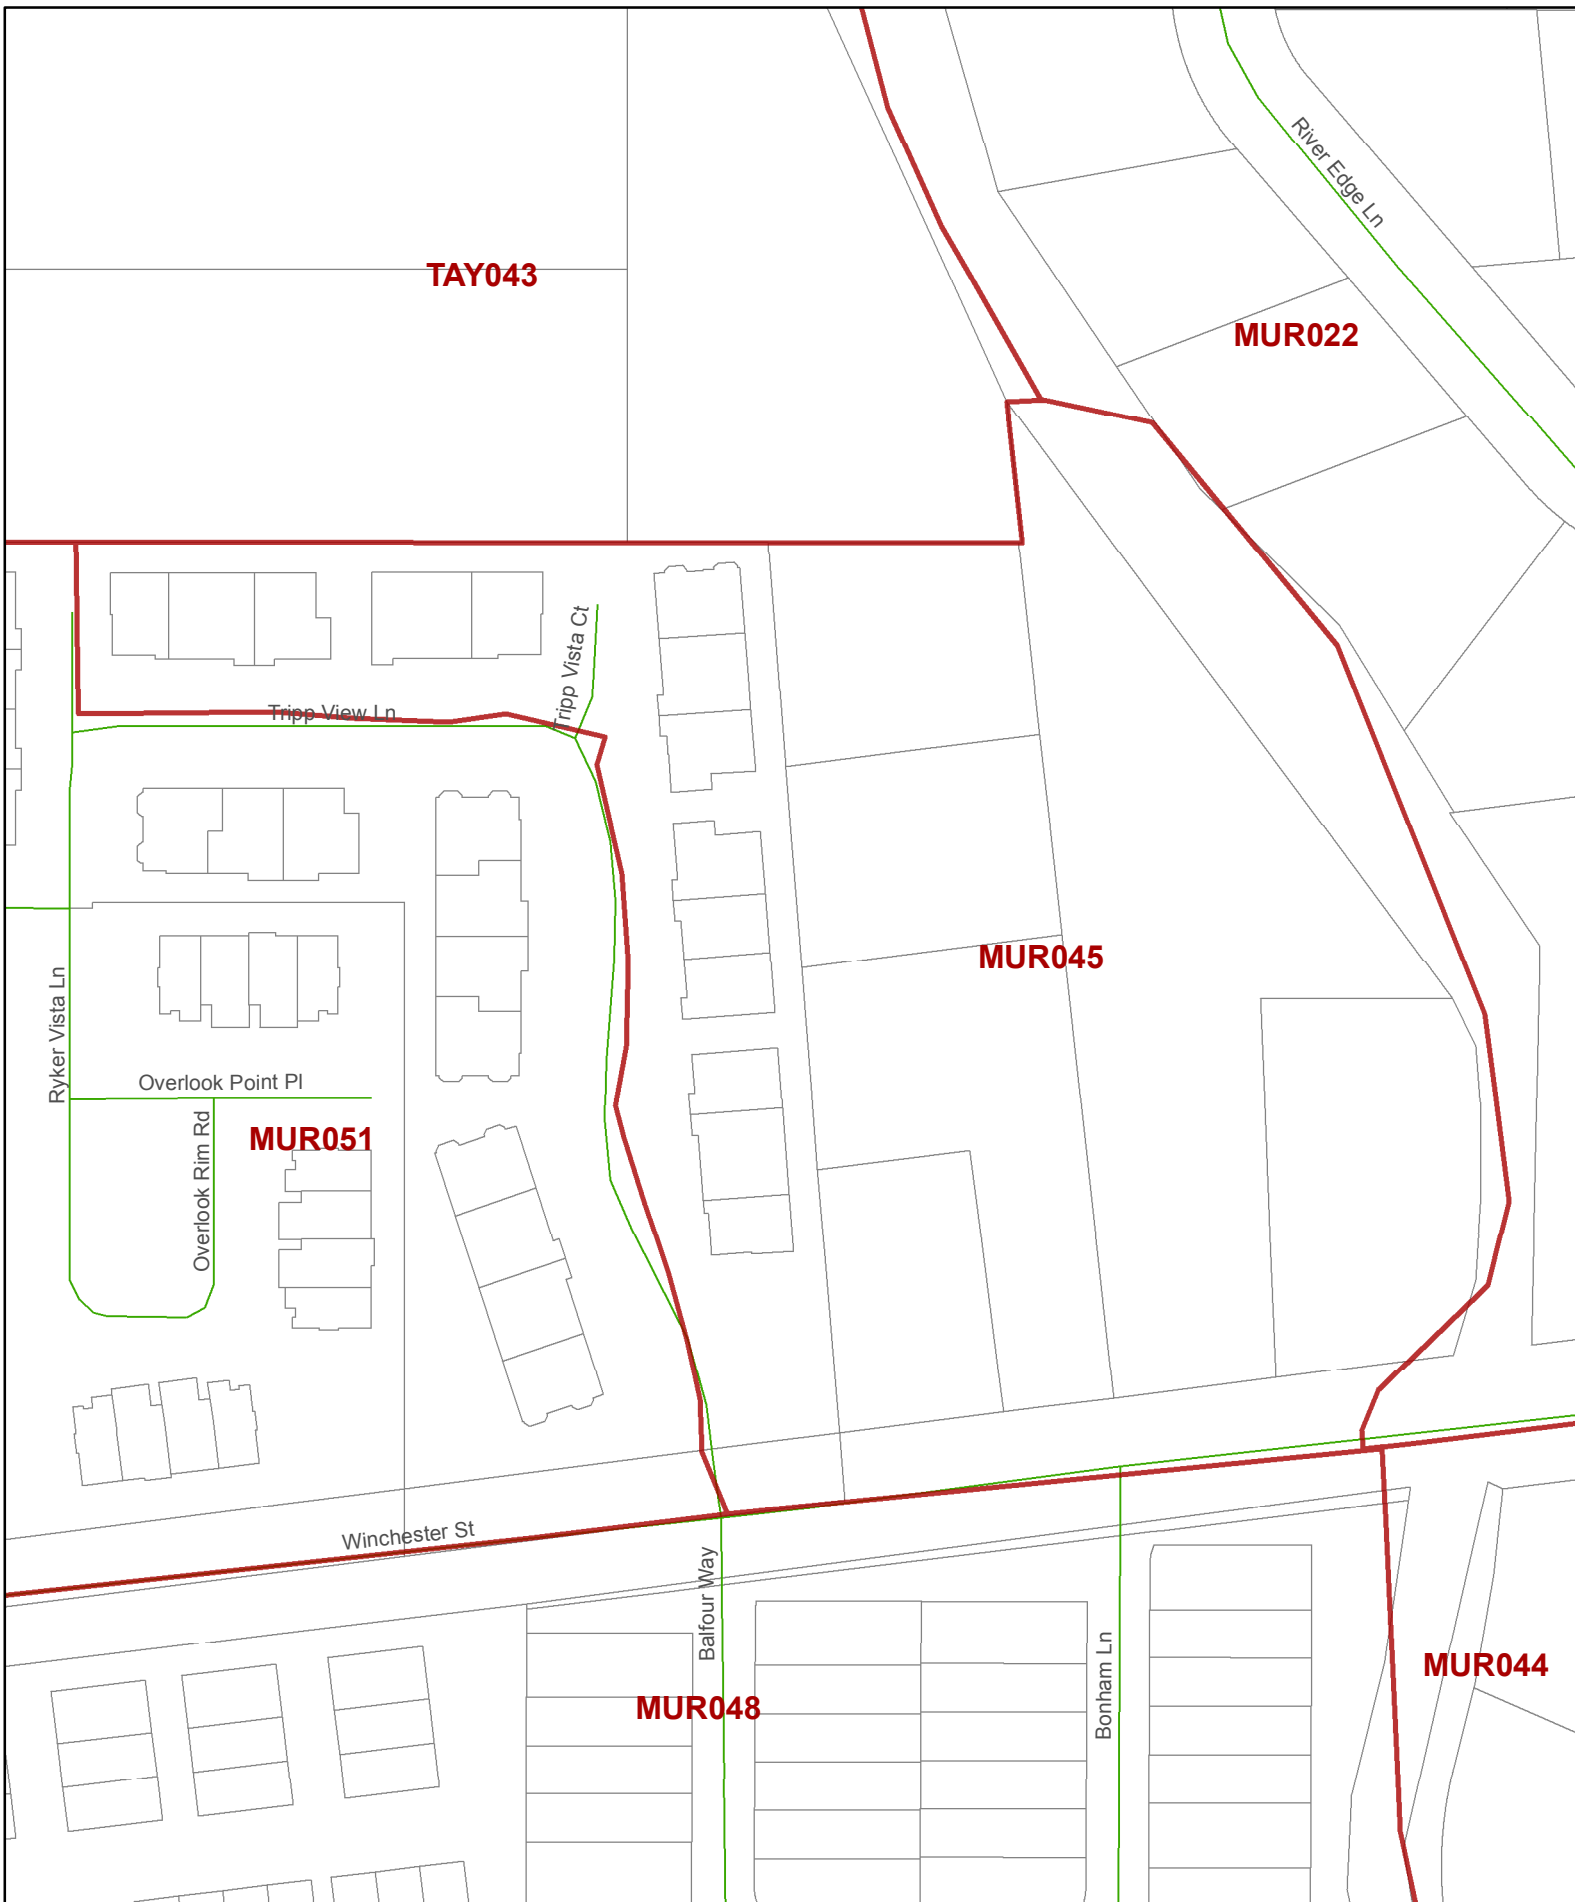 River Edge Ln
TAY043
MUR022
Tripp Vista Ct
Tripp View Ln
MUR045
Ryker Vista Ln
Overlook Point Pl
Overlook Rim Rd
MUR051
Winchester St
Balfour Way
Bonham Ln
MUR044
MUR048